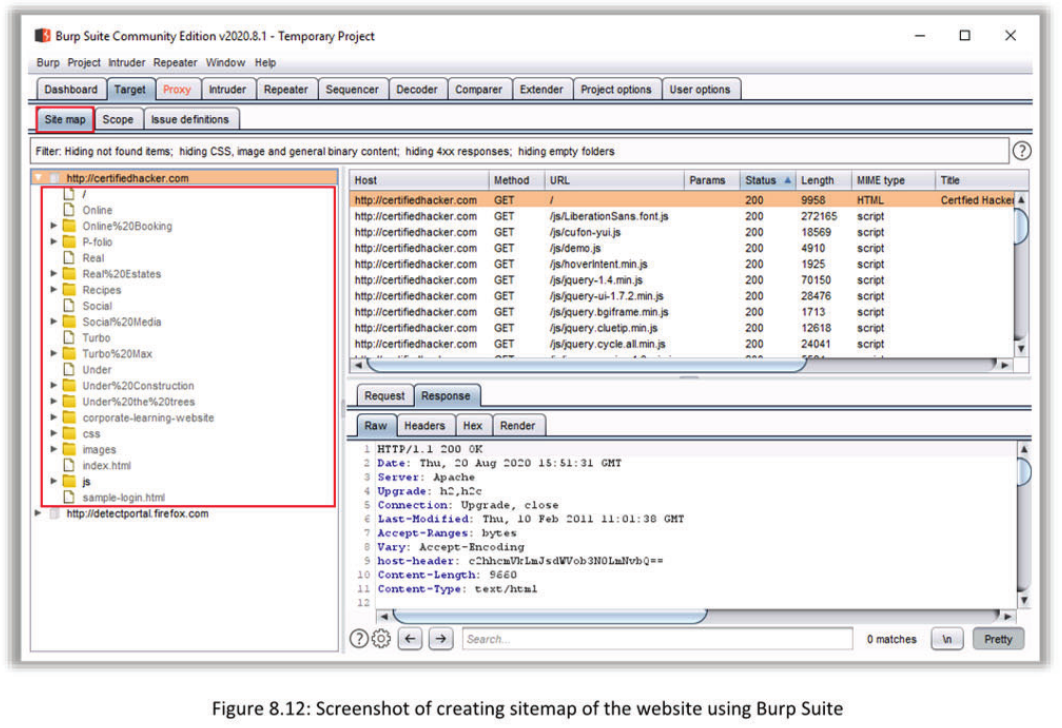 Burp Suite Community Edition v2020.8.1 - Temporary Project
Burp Project Intruder Repeater Window Help
Dashboard Target Proxy Intruder Repeater Sequencer Decoder Comparer Extender Project options User options
Site map Scope Issue definitions
Filter: Hiding not found items; hiding CSS, image and general binary content; hiding 4xx responses; hiding empty folders
http://certifiedhacker.com
/
Online
Online%20Booking
P-folio
Real
Real%20Estates
Recipes
Social
Social%20Media
Turbo
Turbo%20Max
Under
Under%20Construction
Under%20the%20trees
corporate-learning-website
css
images
index.html
js
sample-login.html
http://detectportal.firefox.com
Host Method URL Params Status Length MIME type Title
http://certifiedhacker.com GET / 200 9958 HTML Certfied Hacker
http://certifiedhacker.com GET /js/LiberationSans.font.js 200 272165 script
http://certifiedhacker.com GET /js/cufon-yui.js 200 18569 script
http://certifiedhacker.com GET /js/demo.js 200 4910 script
http://certifiedhacker.com GET /js/hoverIntent.min.js 200 1925 script
http://certifiedhacker.com GET /js/jquery-1.4.min.js 200 70150 script
http://certifiedhacker.com GET /js/jquery-ui-1.7.2.min.js 200 28476 script
http://certifiedhacker.com GET /js/jquery.bgiframe.min.js 200 1713 script
http://certifiedhacker.com GET /js/jquery.cluetip.min.js 200 12618 script
http://certifiedhacker.com GET /js/jquery.cycle.all.min.js 200 24041 script
Request Response
Raw Headers Hex Render
1 HTTP/1.1 200 OK
2 Date: Thu, 20 Aug 2020 15:51:31 GMT
3 Server: Apache
4 Upgrade: h2,h2c
5 Connection: Upgrade, close
6 Last-Modified: Thu, 10 Feb 2011 11:01:38 GMT
7 Accept-Ranges: bytes
8 Vary: Accept-Encoding
9 host-header: c2hhcmVkLmJsdWVob3N0LmNvbQ==
10 Content-Length: 9660
11 Content-Type: text/html
12
Search...
0 matches \n Pretty
Figure 8.12: Screenshot of creating sitemap of the website using Burp Suite